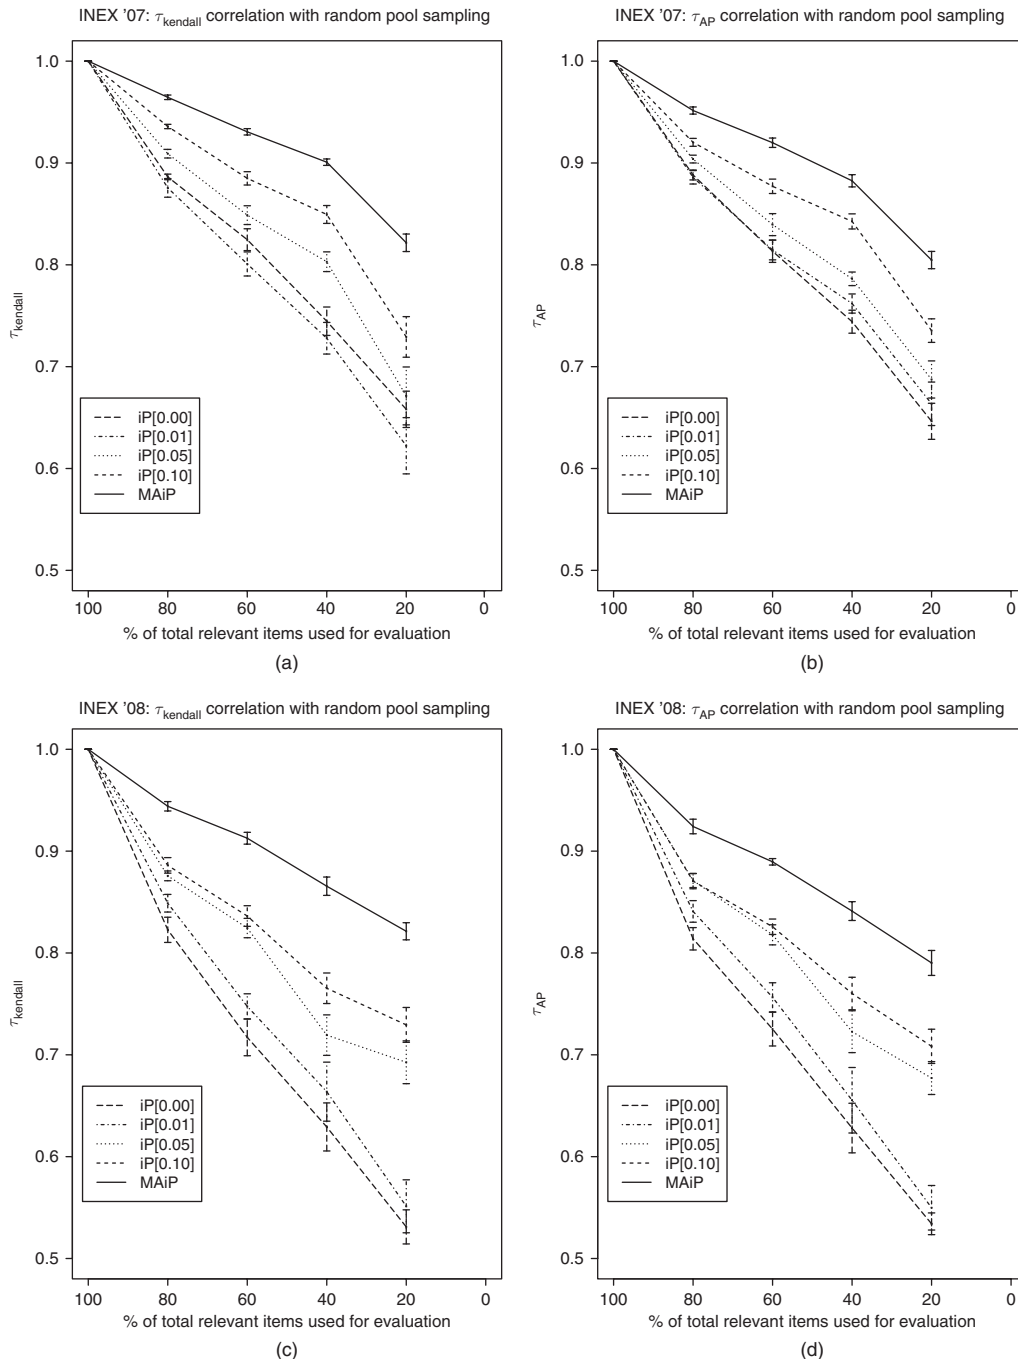 INEX '07: τkendall correlation with random pool sampling
1.0
0.9
0.8
0.7
0.6
0.5
τkendall
iP[0.00]
iP[0.01]
iP[0.05]
iP[0.10]
MAiP
100 80 60 40 20 0
% of total relevant items used for evaluation
(a)
INEX '07: τAP correlation with random pool sampling
1.0
0.9
0.8
0.7
0.6
0.5
τAP
iP[0.00]
iP[0.01]
iP[0.05]
iP[0.10]
MAiP
100 80 60 40 20 0
% of total relevant items used for evaluation
(b)
INEX '08: τkendall correlation with random pool sampling
1.0
0.9
0.8
0.7
0.6
0.5
τkendall
iP[0.00]
iP[0.01]
iP[0.05]
iP[0.10]
MAiP
100 80 60 40 20 0
% of total relevant items used for evaluation
(c)
INEX '08: τAP correlation with random pool sampling
1.0
0.9
0.8
0.7
0.6
0.5
τAP
iP[0.00]
iP[0.01]
iP[0.05]
iP[0.10]
MAiP
100 80 60 40 20 0
% of total relevant items used for evaluation
(d)